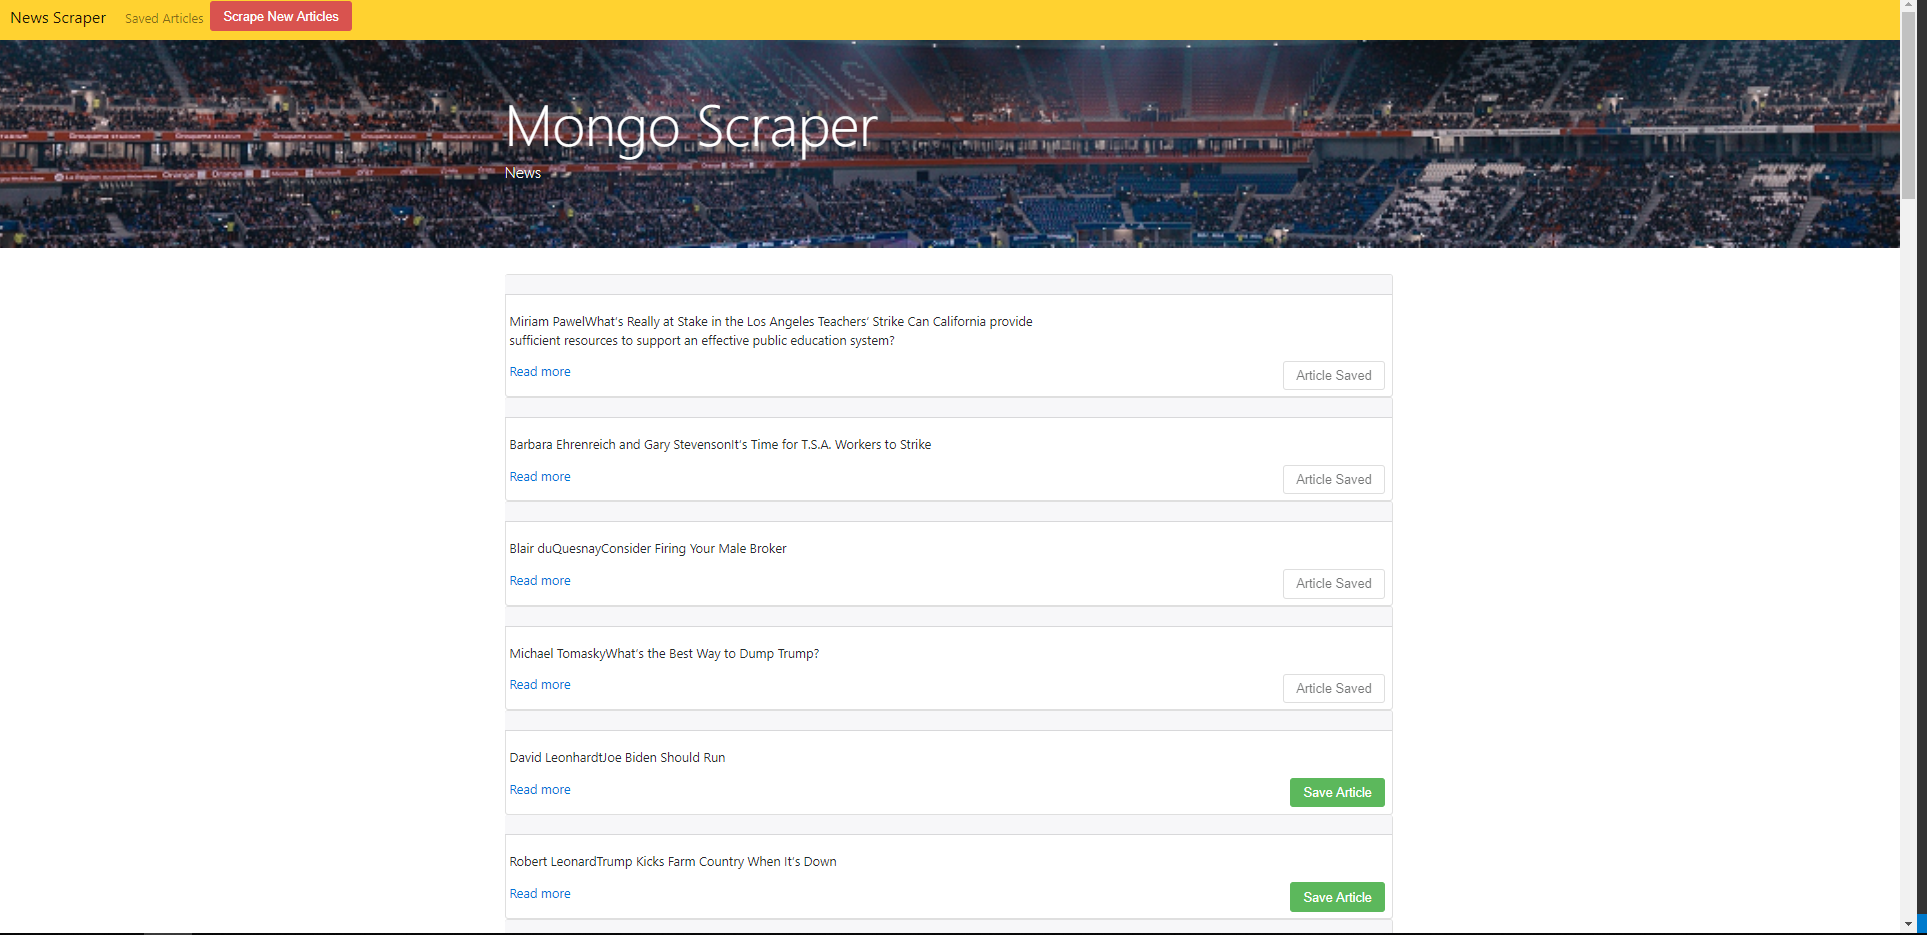 News Scraper Saved Articles Scrape New Articles
Mongo Scraper
News
Miriam PawelWhat's Really at Stake in the Los Angeles Teachers' Strike Can California provide
sufficient resources to support an effective public education system?
Read more
Article Saved
Barbara Ehrenreich and Gary StevensonIt's Time for T.S.A. Workers to Strike
Read more
Article Saved
Blair duQuesnayConsider Firing Your Male Broker
Read more
Article Saved
Michael TomaskyWhat's the Best Way to Dump Trump?
Read more
Article Saved
David LeonhardtJoe Biden Should Run
Read more
Save Article
Robert LeonardTrump Kicks Farm Country When It's Down
Read more
Save Article